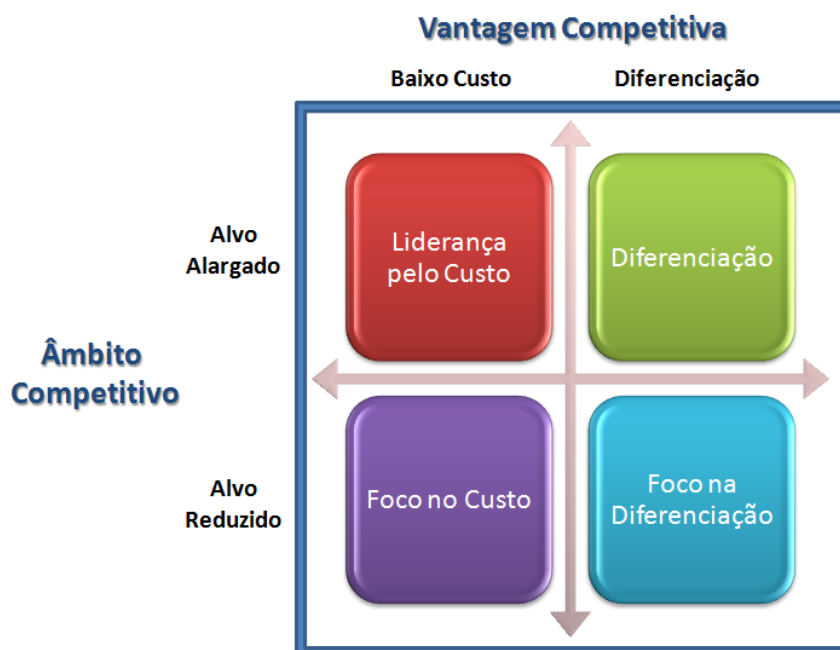 Vantagem Competitiva
Baixo Custo
Diferenciação
Alvo
Alargado
Liderança
pelo Custo
Diferenciação
Âmbito
Competitivo
Alvo
Reduzido
Foco no Custo
Foco na
Diferenciação